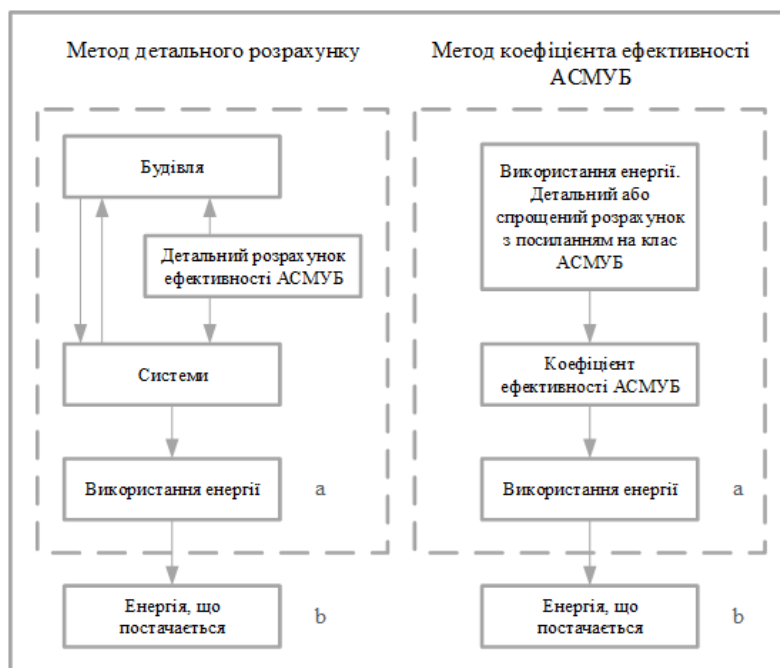 Метод детального розрахунку
Будівля
Детальний розрахунок
ефективності АСМУБ
Системи
Використання енергії
a
Енергія, що
постачається
b
Метод коефіцієнта ефективності
АСМУБ
Використання енергії.
Детальний або
спрощений розрахунок
з посиланням на клас
АСМУБ
Коефіцієнт
ефективності АСМУБ
Використання енергії
a
Енергія, що
постачається
b